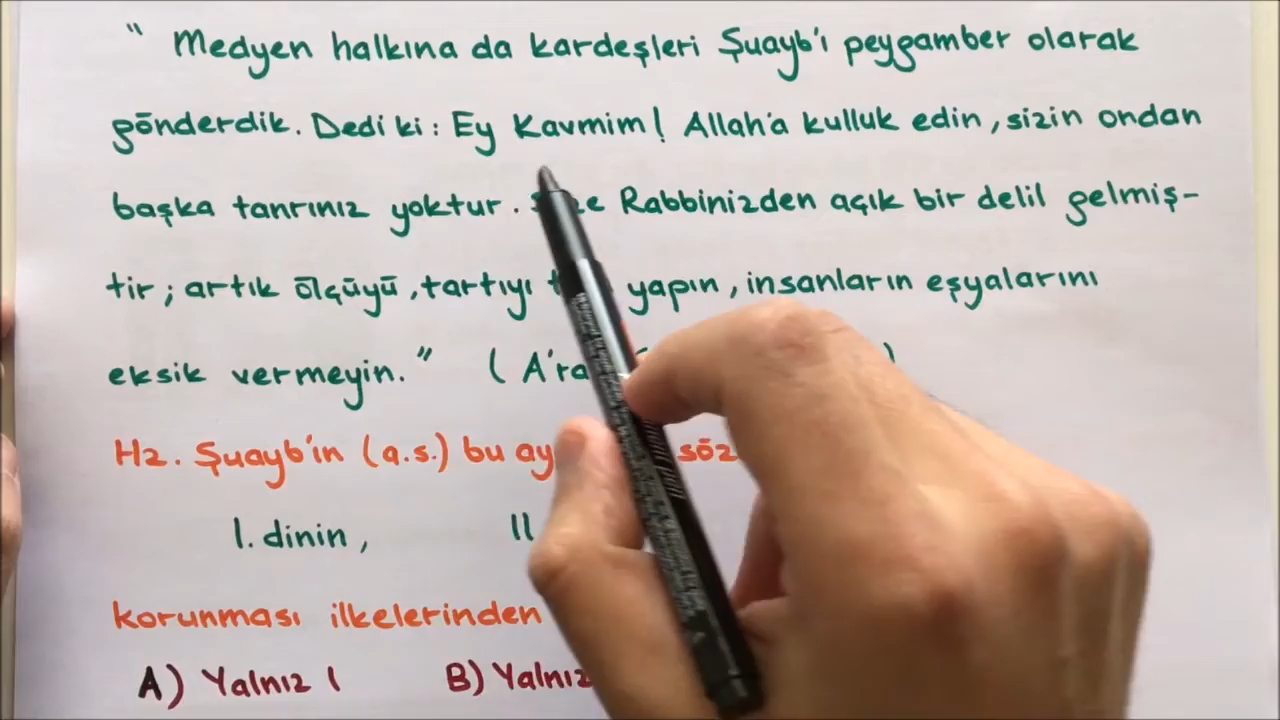 " Medyen halkına da kardeşleri Şuayb'ı peygamber olarak
gönderdik. Dedi ki : Ey Kavmim! Allah'a kulluk edin, sizin ondan
başka tanrınız yoktur. Rabbinizden açık bir delil gelmiş-
tir; artık ölçüyü, tartıyı yapın, insanların eşyalarını
eksik vermeyin." ( A'ra )
Hz. Şuayb'in (a.s.) bu ay söz
I. dinin, II
korunması ilkelerinden
A) Yalnız I B) Yalnız